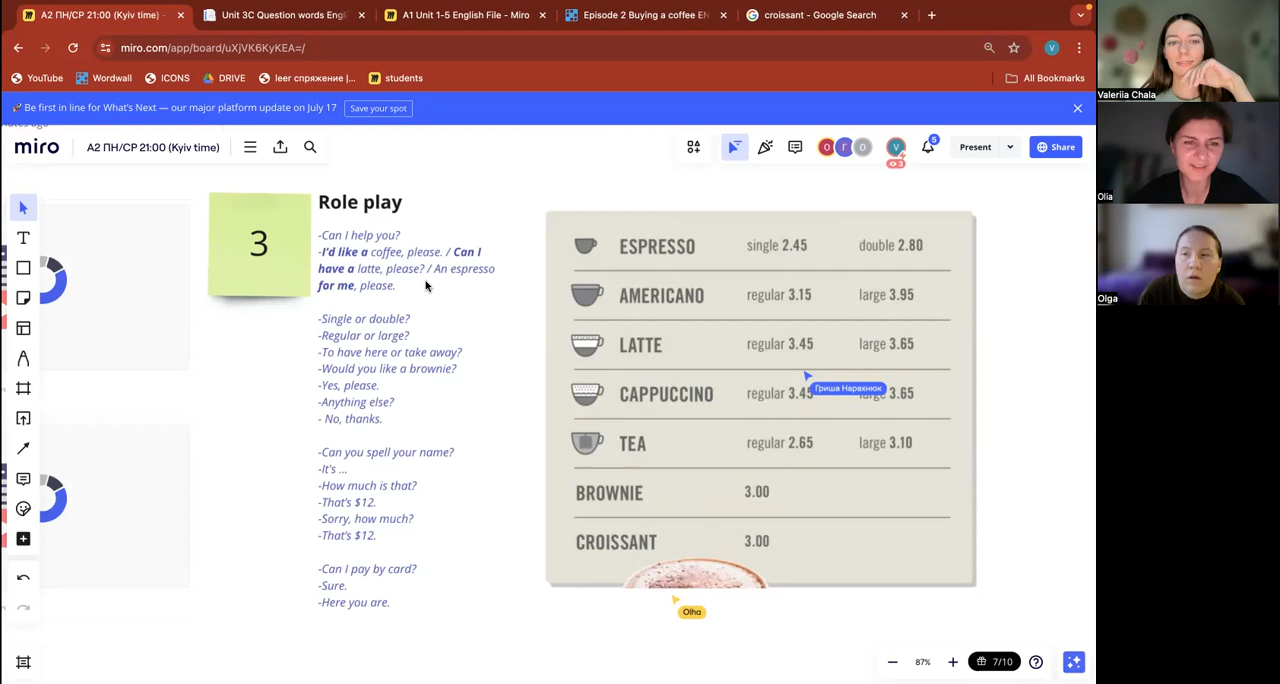 A2 ПН/СР 21:00 (Kyiv time) -
Unit 3C Question words Engl
A1 Unit 1-5 English File - Miro
Episode 2 Buying a coffee EN
croissant - Google Search
miro.com/app/board/uXjVK6KyKEA=/
V
YouTube
Wordwall
ICONS
DRIVE
leer спряжение |...
students
All Bookmarks
🚀 Be first in line for What's Next — our major platform update on July 17
Save your spot
miro
A2 ПН/СР 21:00 (Kyiv time)
O
Г
O
V
3
5
Present
Share
3
Role play
-Can I help you?
-I'd like a coffee, please. / Can I
have a latte, please? / An espresso
for me, please.
-Single or double?
-Regular or large?
-To have here or take away?
-Would you like a brownie?
-Yes, please.
-Anything else?
- No, thanks.
-Can you spell your name?
-It's ...
-How much is that?
-That's $12.
-Sorry, how much?
-That's $12.
-Can I pay by card?
-Sure.
-Here you are.
ESPRESSO single 2.45 double 2.80
AMERICANO regular 3.15 large 3.95
LATTE regular 3.45 large 3.65
Гриша Нарахнюк
CAPPUCCINO regular 3.45 large 3.65
TEA regular 2.65 large 3.10
BROWNIE 3.00
CROISSANT 3.00
Olha
87%
7/10
Valeriia Chala
Olia
Olga